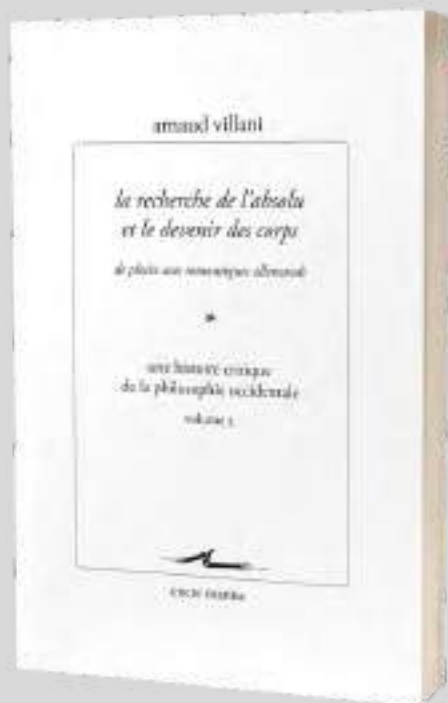 arnaud villani
la recherche de l'absolu
et le devenir des corps
de platon aux romantiques allemands
*
une histoire critique
de la philosophie occidentale
volume 1